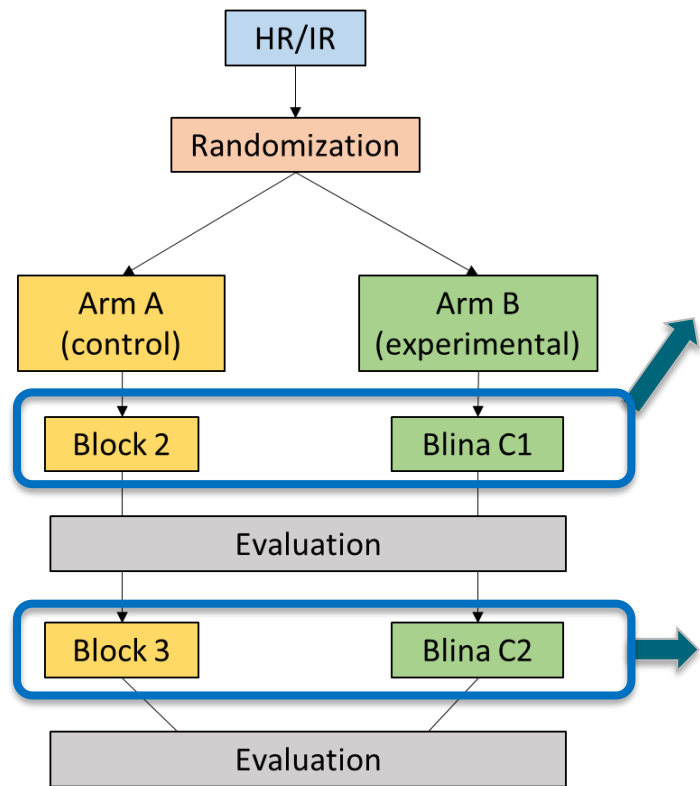 HR/IR
Randomization
Arm A
(control)
Arm B
(experimental)
Block 2
Blina C1
Evaluation
Block 3
Blina C2
Evaluation